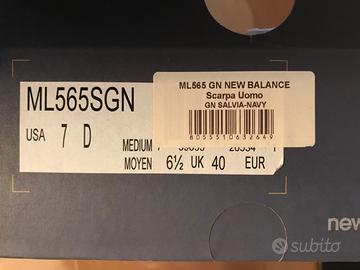 ML565 GN NEW BALANCE
Scarpa Uomo
GN SALVIA-NAVY
8055510632649
ML565SGN
USA 7 D
MEDIUM
MOYEN 6½ UK 40 EUR
new
subito